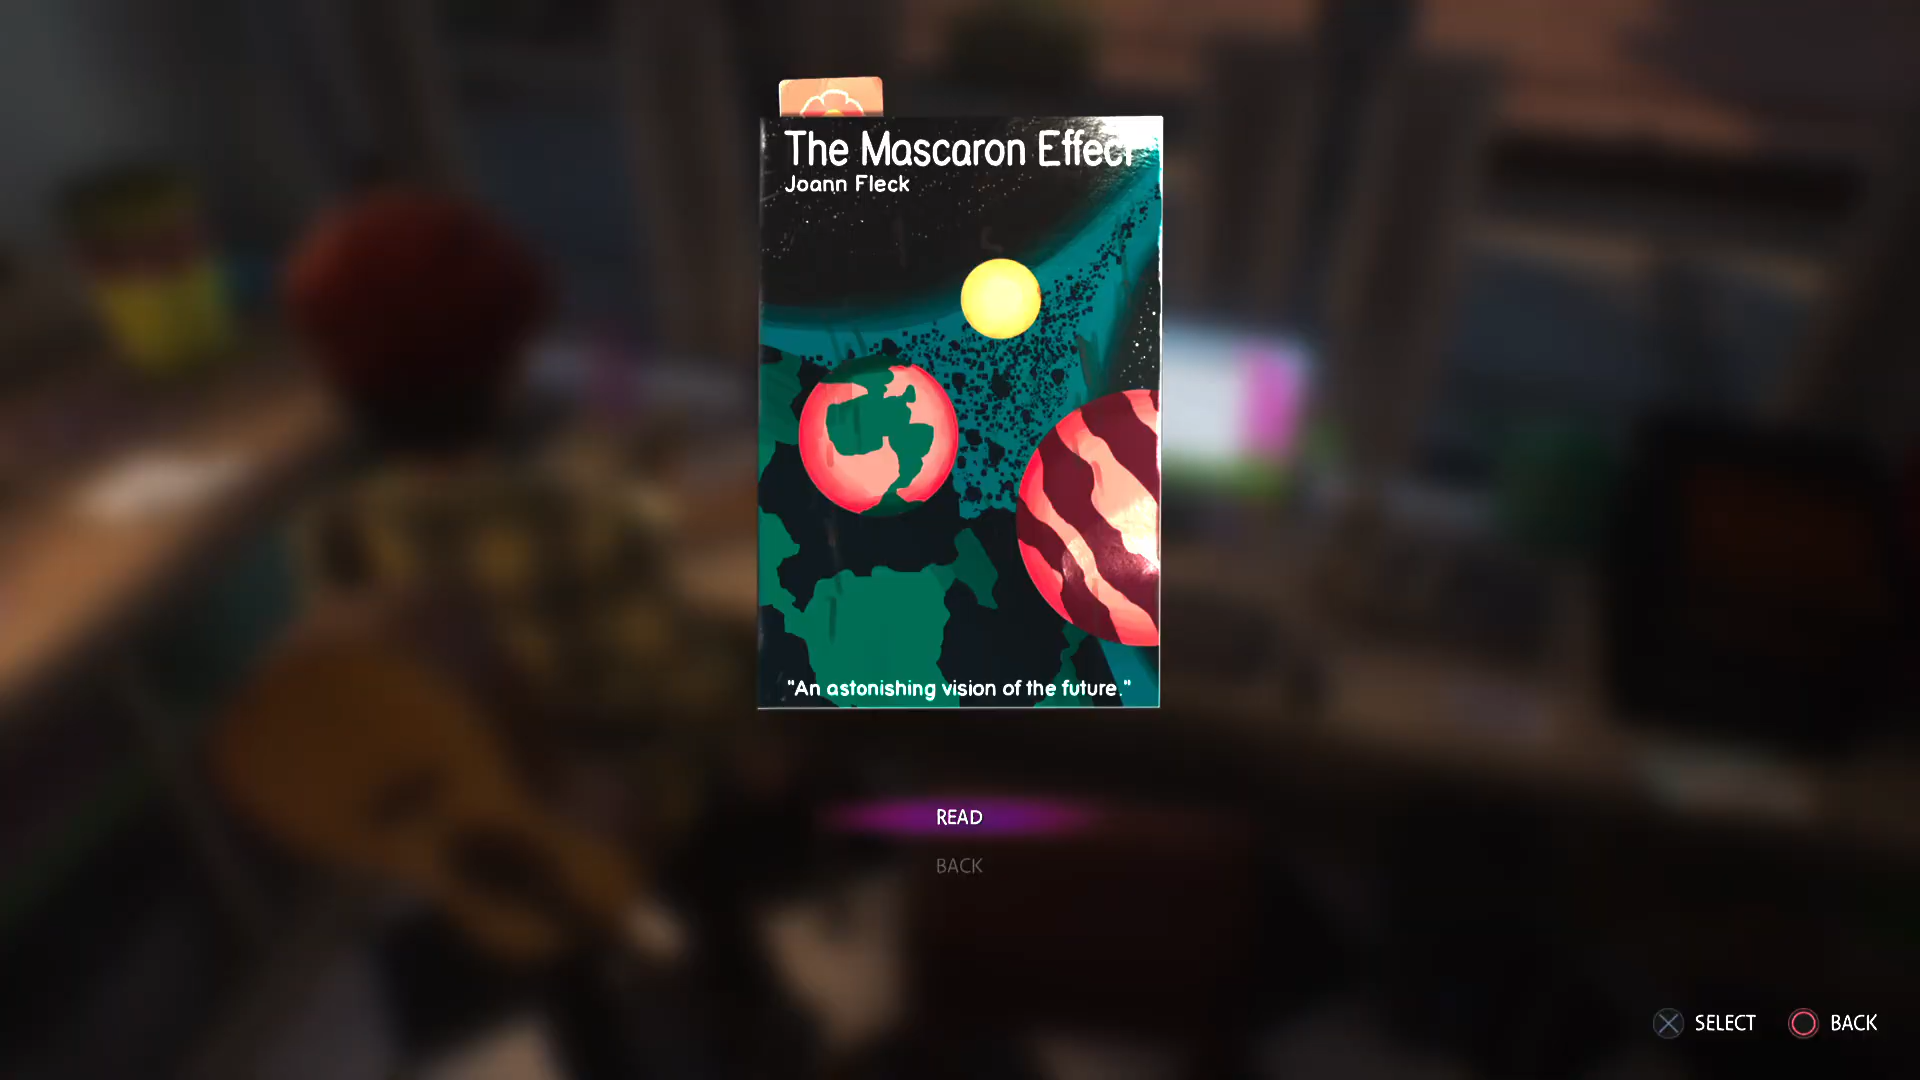 The Mascaron Effect
Joann Fleck
"An astonishing vision of the future."
READ
BACK
SELECT
BACK